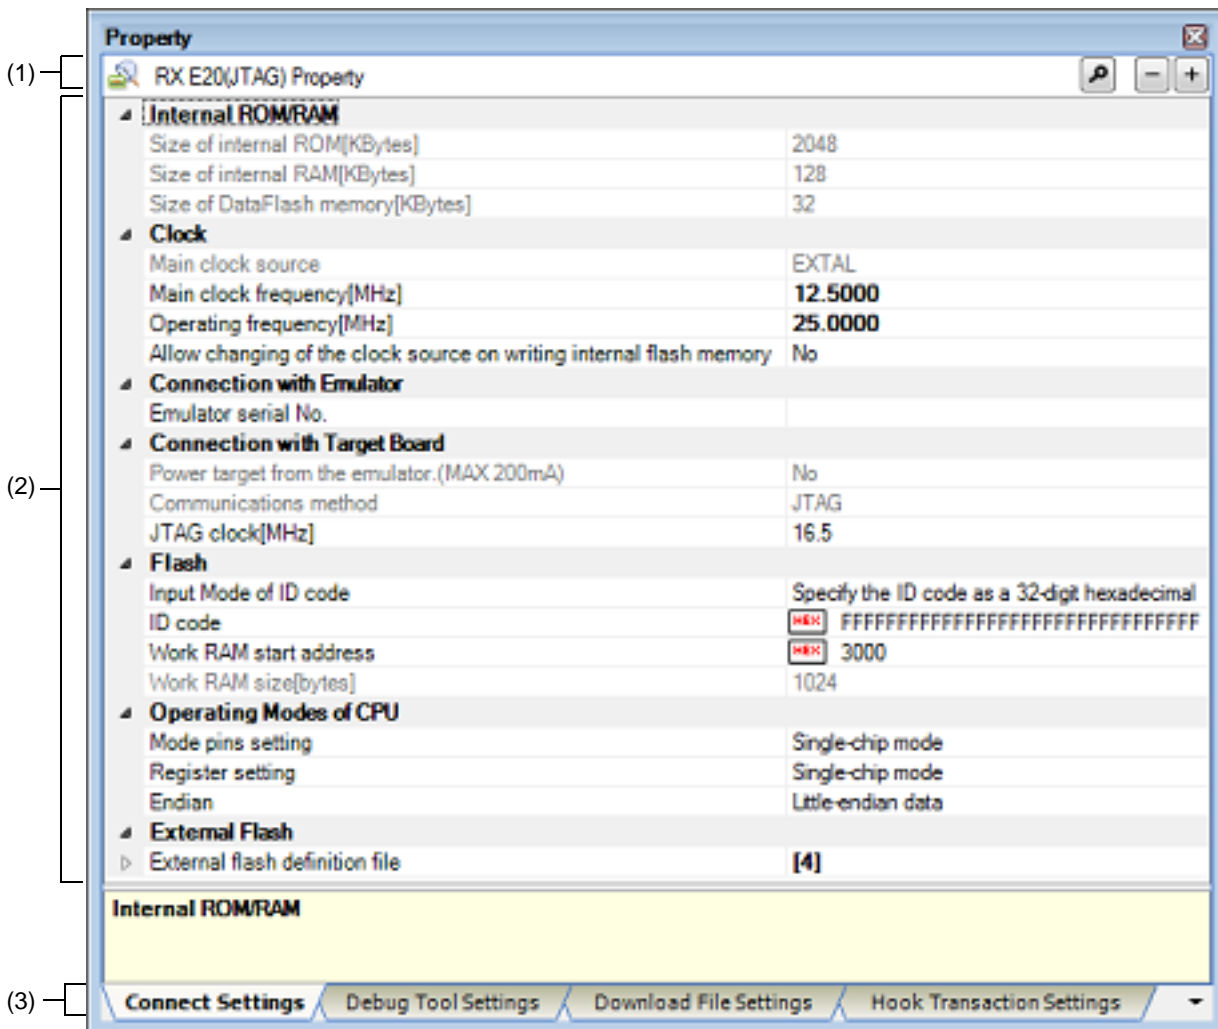 Property
(1)
RX E20(JTAG) Property
Internal ROM/RAM
Size of internal ROM[KBytes] 2048
Size of internal RAM[KBytes] 128
Size of DataFlash memory[KBytes] 32
Clock
Main clock source EXTAL
Main clock frequency[MHz] 12.5000
Operating frequency[MHz] 25.0000
Allow changing of the clock source on writing internal flash memory No
Connection with Emulator
Emulator serial No.
Connection with Target Board
Power target from the emulator.(MAX 200mA) No
(2)
Communications method JTAG
JTAG clock[MHz] 16.5
Flash
Input Mode of ID code Specify the ID code as a 32-digit hexadecimal
ID code HEX FFFFFFFFFFFFFFFFFFFFFFFFFFFFFFFF
Work RAM start address HEX 3000
Work RAM size[bytes] 1024
Operating Modes of CPU
Mode pins setting Single-chip mode
Register setting Single-chip mode
Endian Little-endian data
External Flash
External flash definition file [4]
Internal ROM/RAM
(3)
Connect Settings Debug Tool Settings Download File Settings Hook Transaction Settings